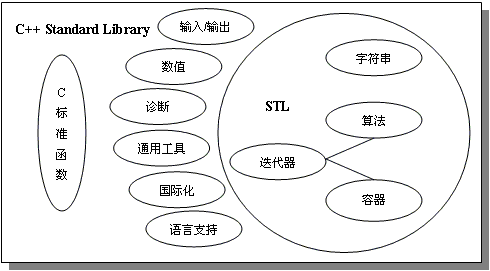 C++ Standard Library
输入/输出
数值
诊断
通用工具
国际化
语言支持
C
标
准
函
数
STL
字符串
算法
迭代器
容器